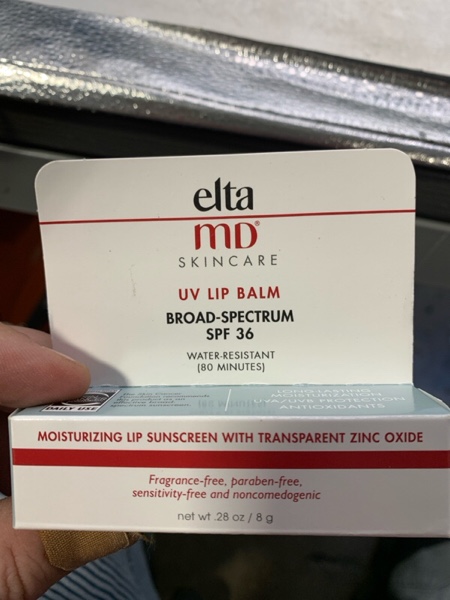 elta
MD®
SKINCARE
UV LIP BALM
BROAD-SPECTRUM
SPF 36
WATER-RESISTANT
(80 MINUTES)
DAILY USE
LONG-LASTING
MOISTURIZATION
UVA/UVB PROTECTION
ANTIOXIDANTS
MOISTURIZING LIP SUNSCREEN WITH TRANSPARENT ZINC OXIDE
Fragrance-free, paraben-free,
sensitivity-free and noncomedogenic
net wt .28 oz / 8 g